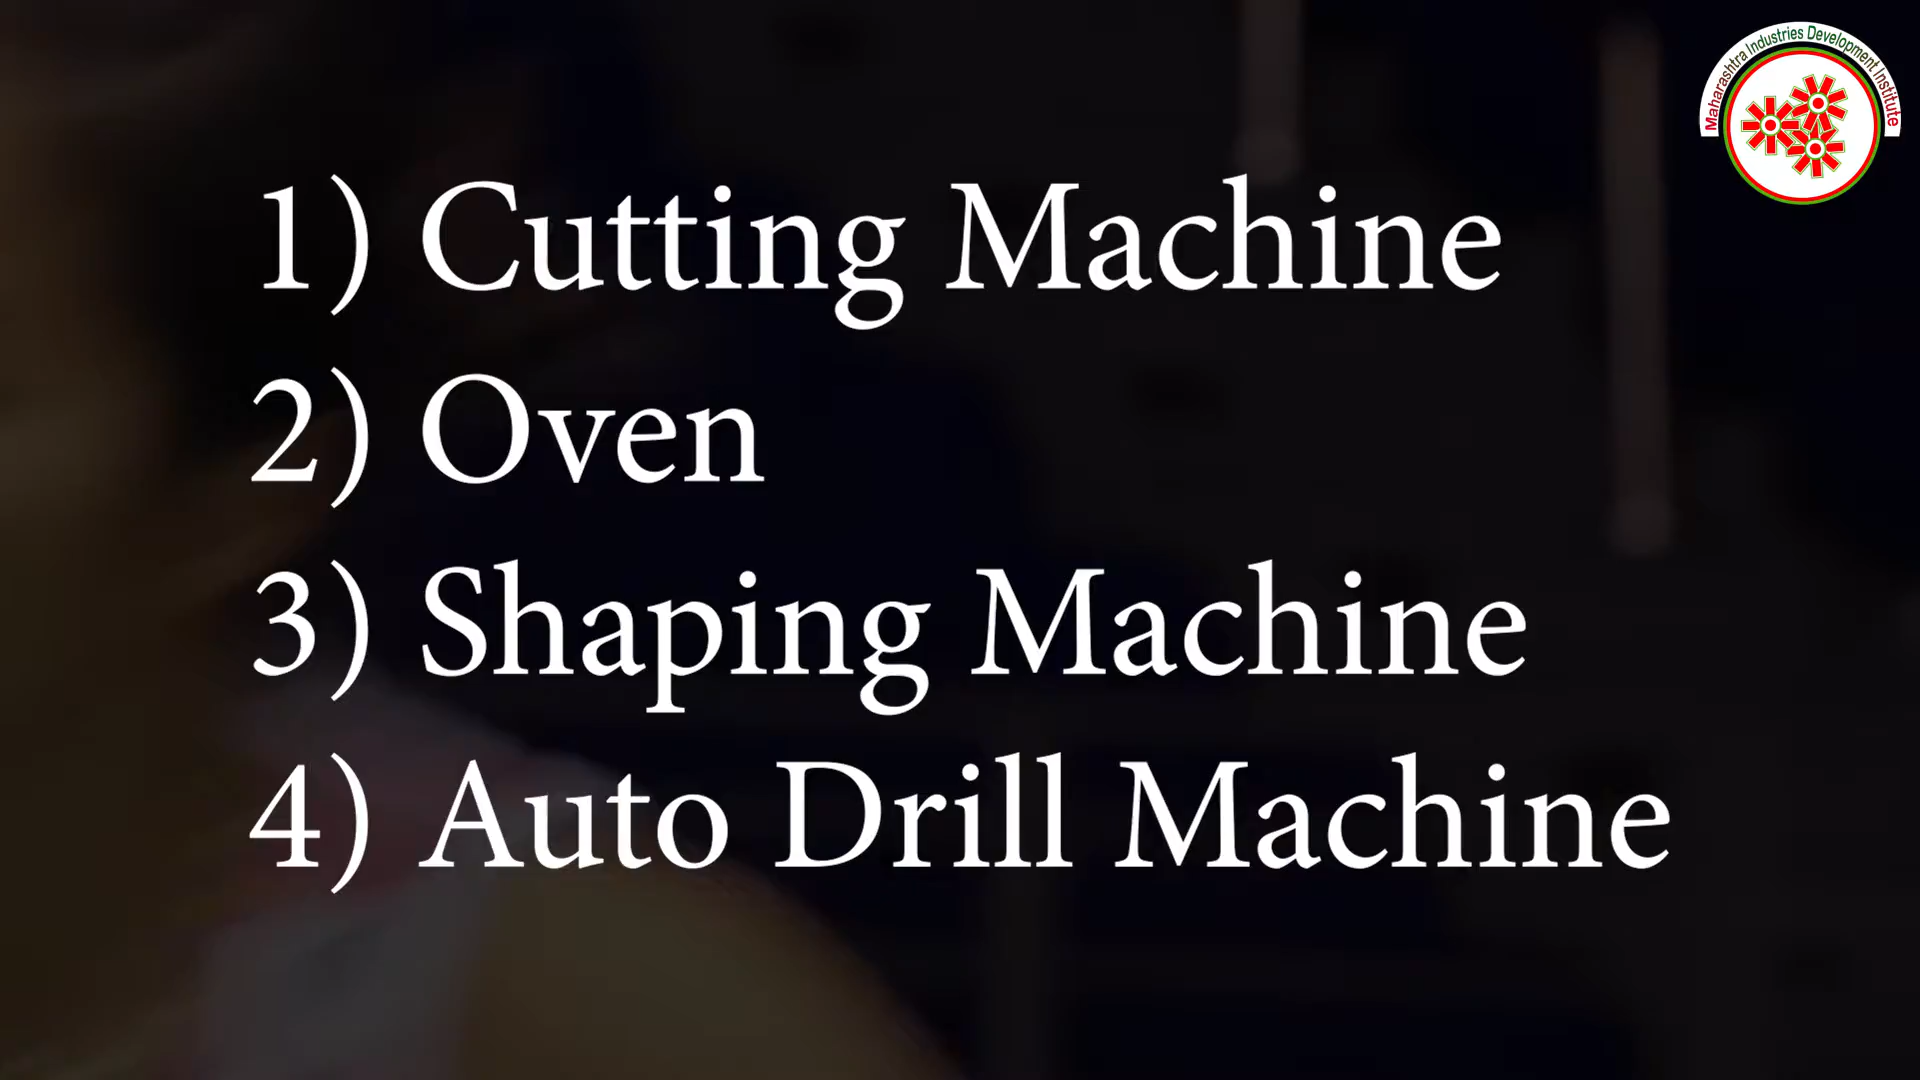 Maharashtra Industries Development Institute
1) Cutting Machine
2) Oven
3) Shaping Machine
4) Auto Drill Machine